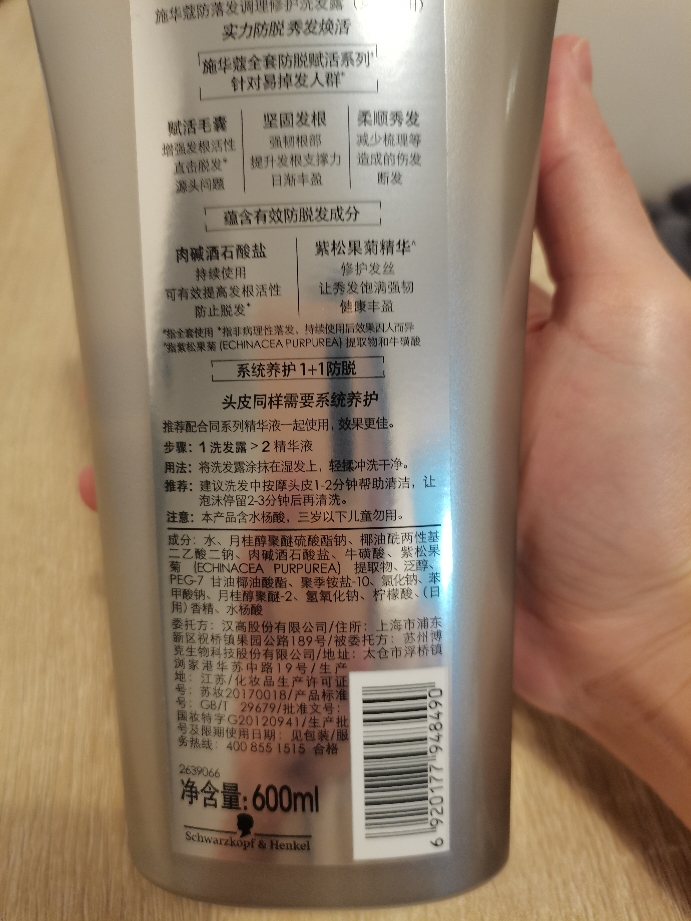 施华蔻防落发调理修护洗发露（
实力防脱 秀发焕活
施华蔻全套防脱赋活系列
针对易掉发人群*
赋活毛囊
增强发根活性
直击脱发*
源头问题
坚固发根
强韧根部
提升发根支撑力
日渐丰盈
柔顺秀发
减少梳理等
造成的伤发
断发
蕴含有效防脱发成分
肉碱酒石酸盐
持续使用
可有效提高发根活性
防止脱发*
紫松果菊精华^
修护发丝
让秀发饱满强韧
健康丰盈
*指全套使用 *指非病理性落发，持续使用后效果因人而异
^指紫松果菊 (ECHINACEA PURPUREA) 提取物和牛磺酸
系统养护1+1防脱
头皮同样需要系统养护
推荐配合同系列精华液一起使用，效果更佳。
步骤：1 洗发露 > 2 精华液
用法：将洗发露涂抹在湿发上，轻揉冲洗干净。
推荐：建议洗发中按摩头皮1-2分钟帮助清洁，让
泡沫停留2-3分钟后再清洗。
注意：本产品含水杨酸，三岁以下儿童勿用。
成分：水、月桂醇聚醚硫酸酯钠、椰油酰两性基
二乙酸二钠、肉碱酒石酸盐、牛磺酸、紫松果
菊 (ECHINACEA PURPUREA) 提取物、泛醇、
PEG-7 甘油椰油酸酯、聚季铵盐-10、氯化钠、苯
甲酸钠、月桂醇聚醚-2、氢氧化钠、柠檬酸、（日
用）香精、水杨酸
委托方：汉高股份有限公司/住所：上海市浦东
新区祝桥镇果园公路189号/被委托方：苏州博
克生物科技股份有限公司/地址：太仓市浮桥镇
浏家港华苏中路19号/生产
地：江苏/化妆品生产许可证
号：苏妆20170018/产品标准
号：GB/T 29679/批准文号：
国妆特字G20120941/生产批
号及限期使用日期：见包装/服
务热线：400 855 1515 合格
2639066
净含量：600ml
Schwarzkopf & Henkel
6 920177 948490